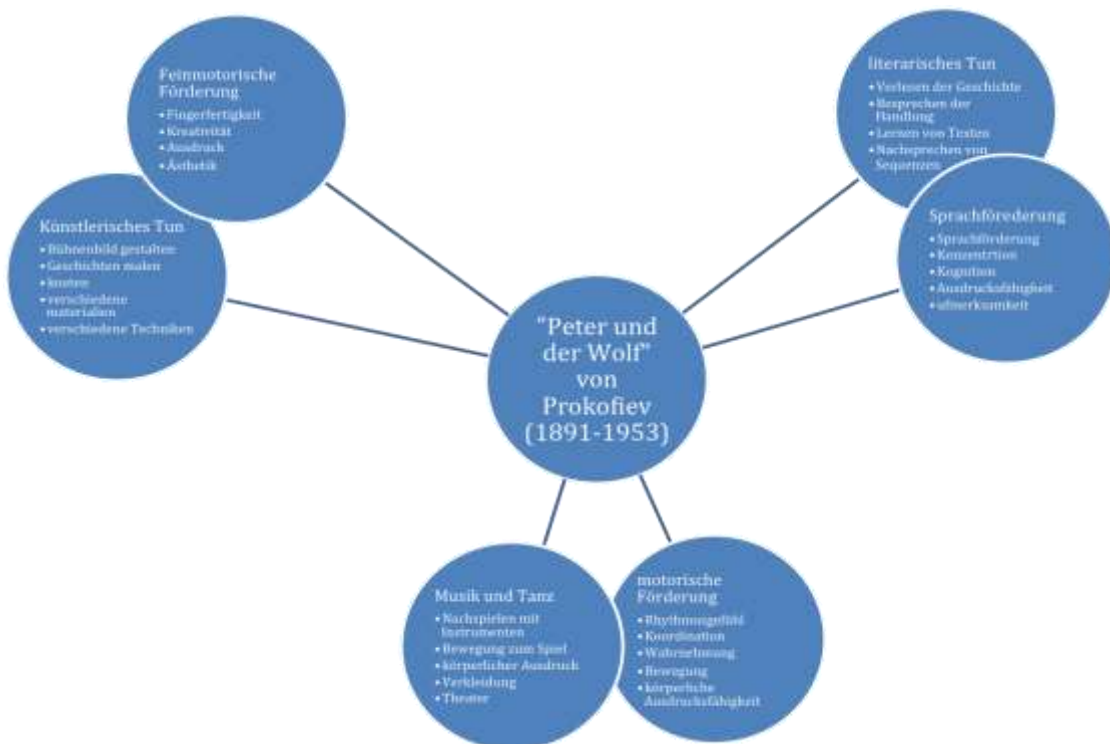 Feinmotorische
Förderung
• Fingerfertigkeit
• Kreativität
• Ausdruck
• Ästhetik
Künstlerisches Tun
• Bühnenbild gestalten
• Geschichten malen
• kneten
• verschiedene
materialien
• verschiedene Techniken
literarisches Tun
• Vorlesen der Geschichte
• Besprechen der
Handlung
• Lernen von Texten
• Nachsprechen von
Sequenzen
Sprachförederung
• Sprachförderung
• Konzentrtion
• Kognition
• Ausdrucksfähigkeit
"Peter und
der Wolf"
von
Prokofiev
(1891-1953)
Musik und Tanz
• Nachspielen mit
Instrumenten
• Bewegung zum Spiel
• körperlicher Ausdruck
• Verkleidung
• Theater
motorische
Förderung
• Rhythmusgefühl
• Koordination
• Wahrnehmung
• Bewegung
• körperliche
Ausdrucksfähigkeit